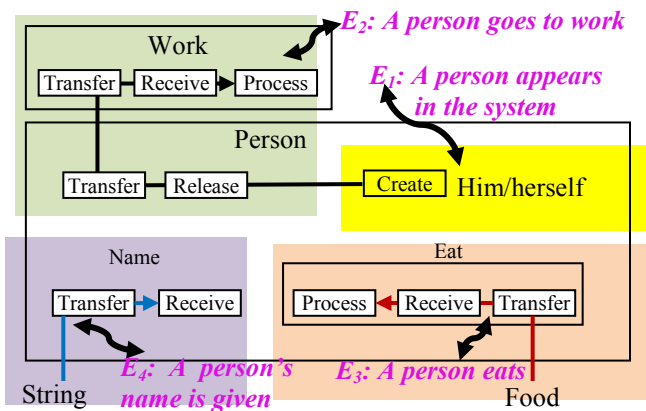 E2: A person goes to work
Work
Transfer Receive Process
E1: A person appears
in the system
Person
Transfer Release Create Him/herself
Name
Eat
Transfer Receive
Process Receive Transfer
E4: A person's
name is given
E3: A person eats
String
Food